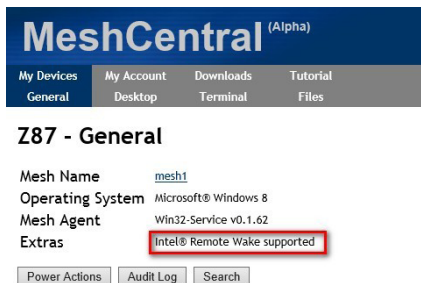 MeshCentral (Alpha)
My Devices My Account Downloads Tutorial
General Desktop Terminal Files
Z87 - General
Mesh Name mesh1
Operating System Microsoft® Windows 8
Mesh Agent Win32-Service v0.1.62
Extras Intel® Remote Wake supported
Power Actions Audit Log Search